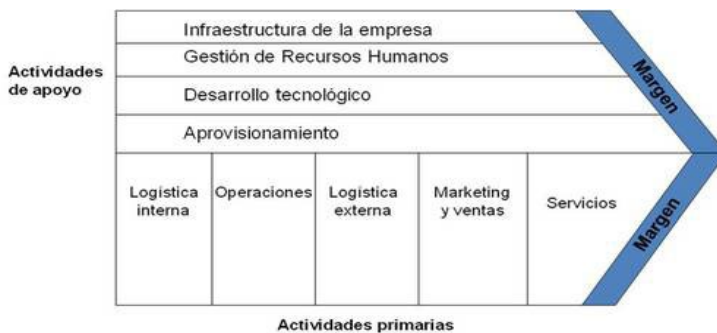 Infraestructura de la empresa
Gestión de Recursos Humanos
Actividades
de apoyo
Desarrollo tecnológico
Aprovisionamiento
Margen
Logística
interna
Operaciones
Logística
externa
Marketing
y ventas
Servicios
Margen
Actividades primarias